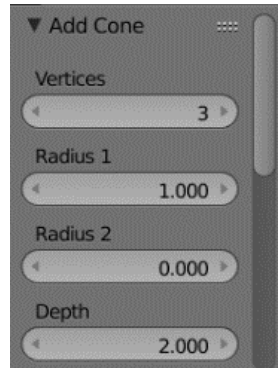 Add Cone
Vertices
3
Radius 1
1.000
Radius 2
0.000
Depth
2.000